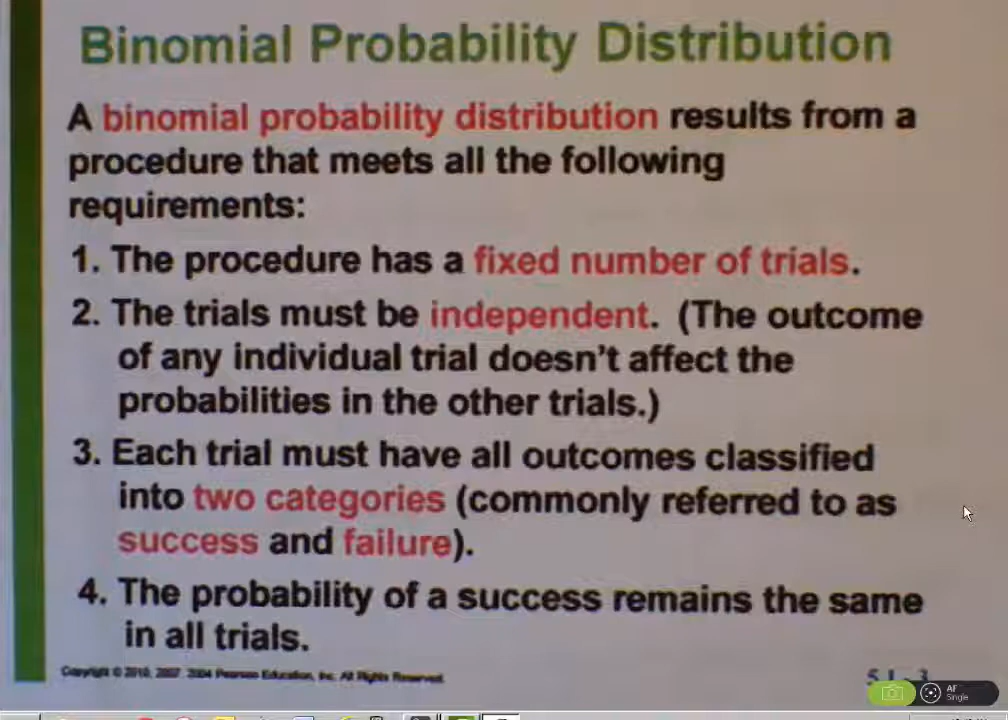 Binomial Probability Distribution
A binomial probability distribution results from a
procedure that meets all the following
requirements:
1. The procedure has a fixed number of trials.
2. The trials must be independent. (The outcome
of any individual trial doesn't affect the
probabilities in the other trials.)
3. Each trial must have all outcomes classified
into two categories (commonly referred to as
success and failure).
4. The probability of a success remains the same
in all trials.
Copyright © 2010, 2007, 2004 Pearson Education, Inc. All Rights Reserved.
AF
Single